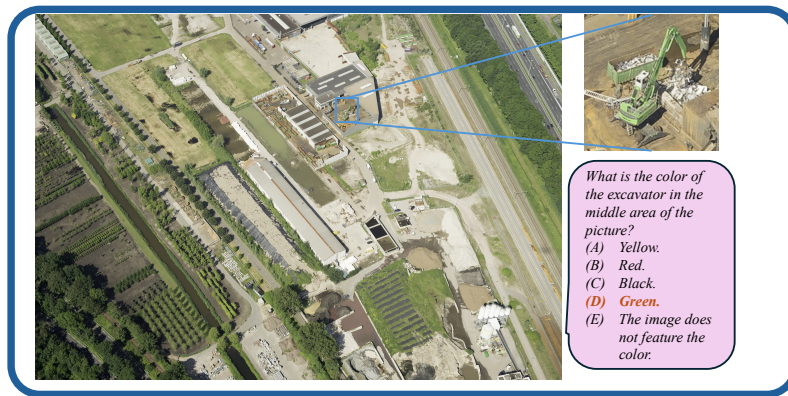 What is the color of
the excavator in the
middle area of the
picture?
(A) Yellow.
(B) Red.
(C) Black.
(D) Green.
(E) The image does
not feature the
color.